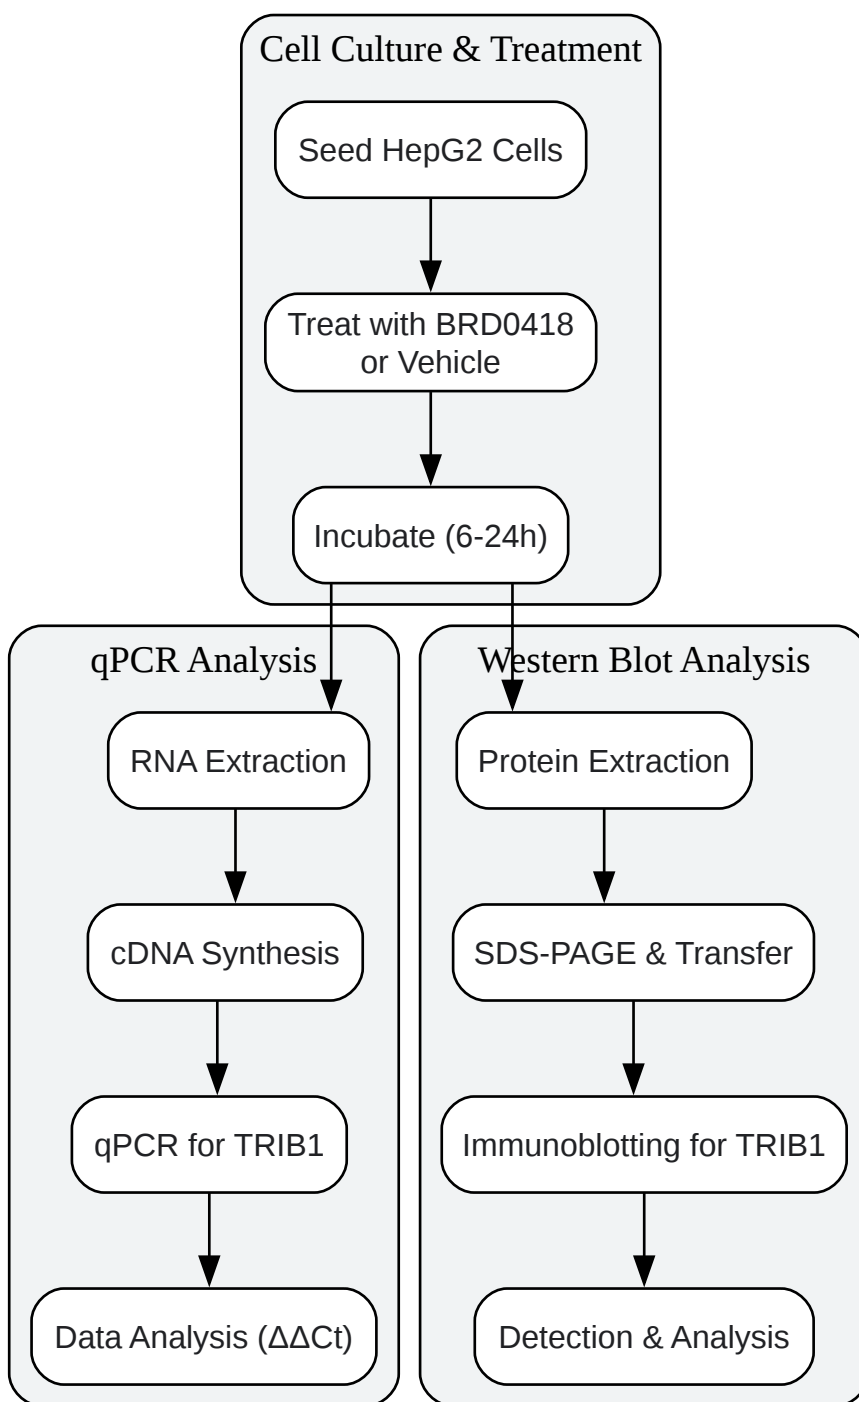 Cell Culture & Treatment
Seed HepG2 Cells
Treat with BRD0418
or Vehicle
Incubate (6-24h)
qPCR Analysis
RNA Extraction
cDNA Synthesis
qPCR for TRIB1
Data Analysis (ΔΔCt)
Western Blot Analysis
Protein Extraction
SDS-PAGE & Transfer
Immunoblotting for TRIB1
Detection & Analysis